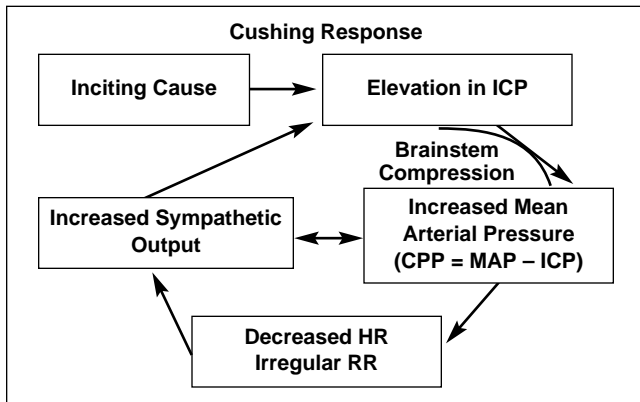 Cushing Response
Inciting Cause
Elevation in ICP
Brainstem
Compression
Increased Sympathetic
Output
Increased Mean
Arterial Pressure
(CPP = MAP – ICP)
Decreased HR
Irregular RR